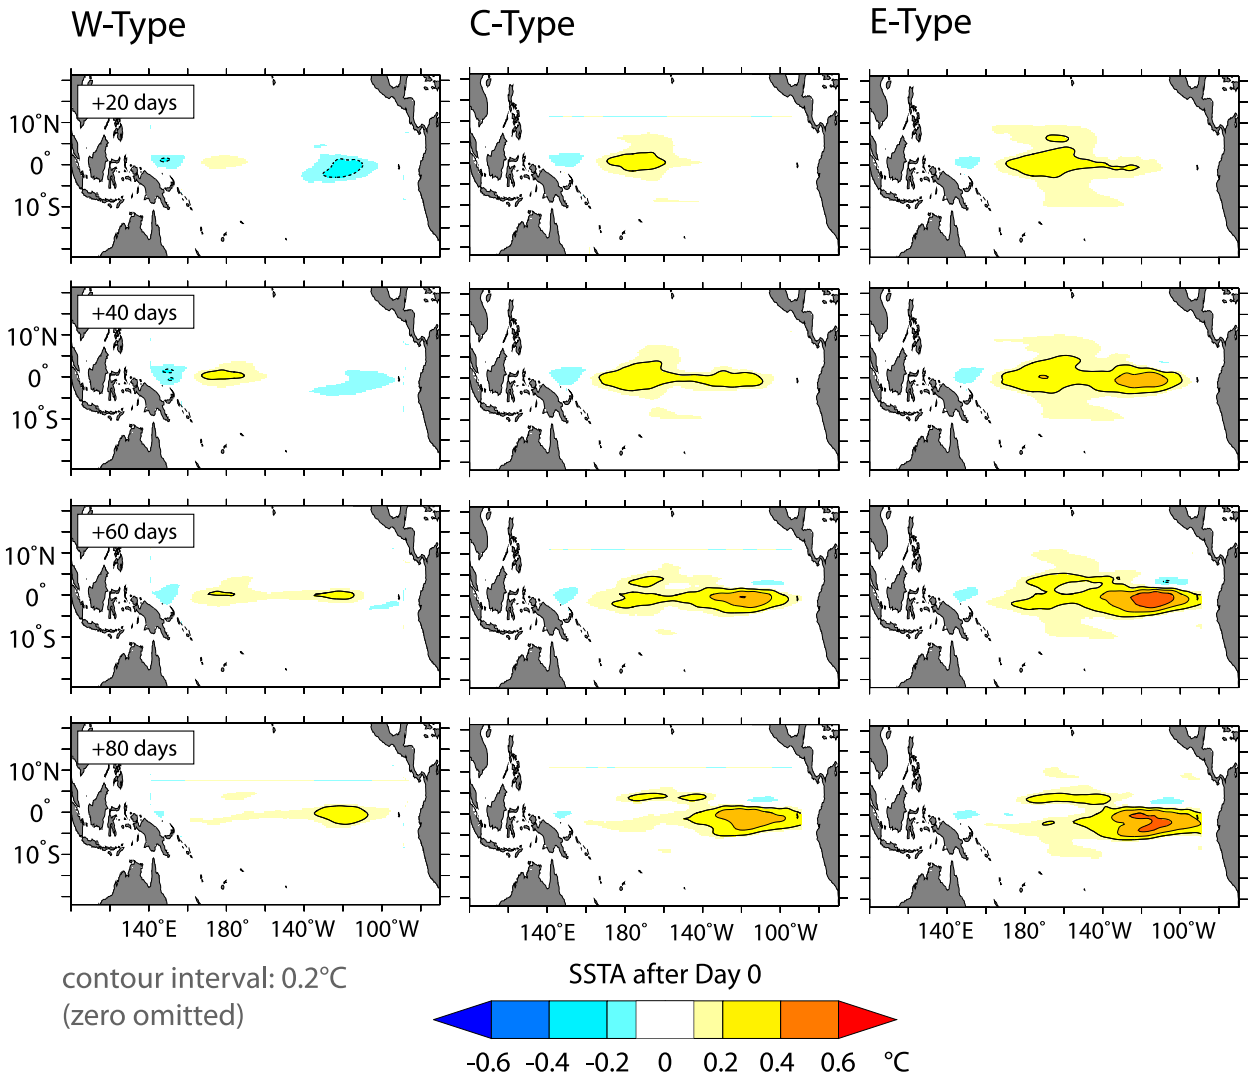 W-Type C-Type E-Type
+20 days
10°N
0°
10°S
+40 days
10°N
0°
10°S
+60 days
10°N
0°
10°S
+80 days
10°N
0°
10°S
140°E 180° 140°W 100°W 140°E 180° 140°W 100°W 140°E 180° 140°W 100°W
contour interval: 0.2°C
(zero omitted)
SSTA after Day 0
-0.6 -0.4 -0.2 0 0.2 0.4 0.6 °C